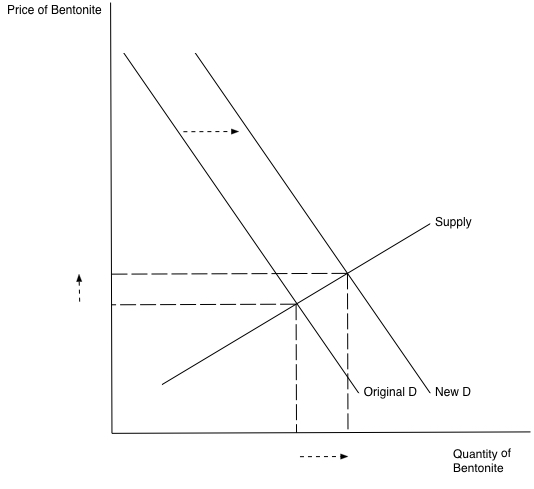 Price of Bentonite
Supply
Original D
New D
Quantity of
Bentonite